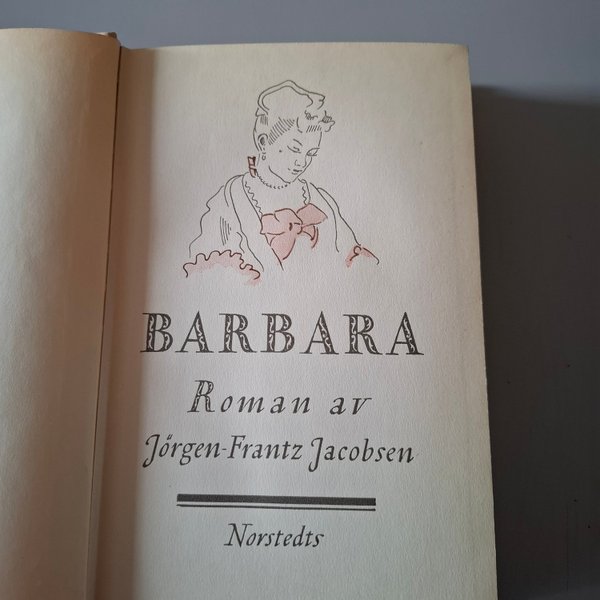 BARBARA
Roman av
Jörgen-Frantz Jacobsen
Norstedts